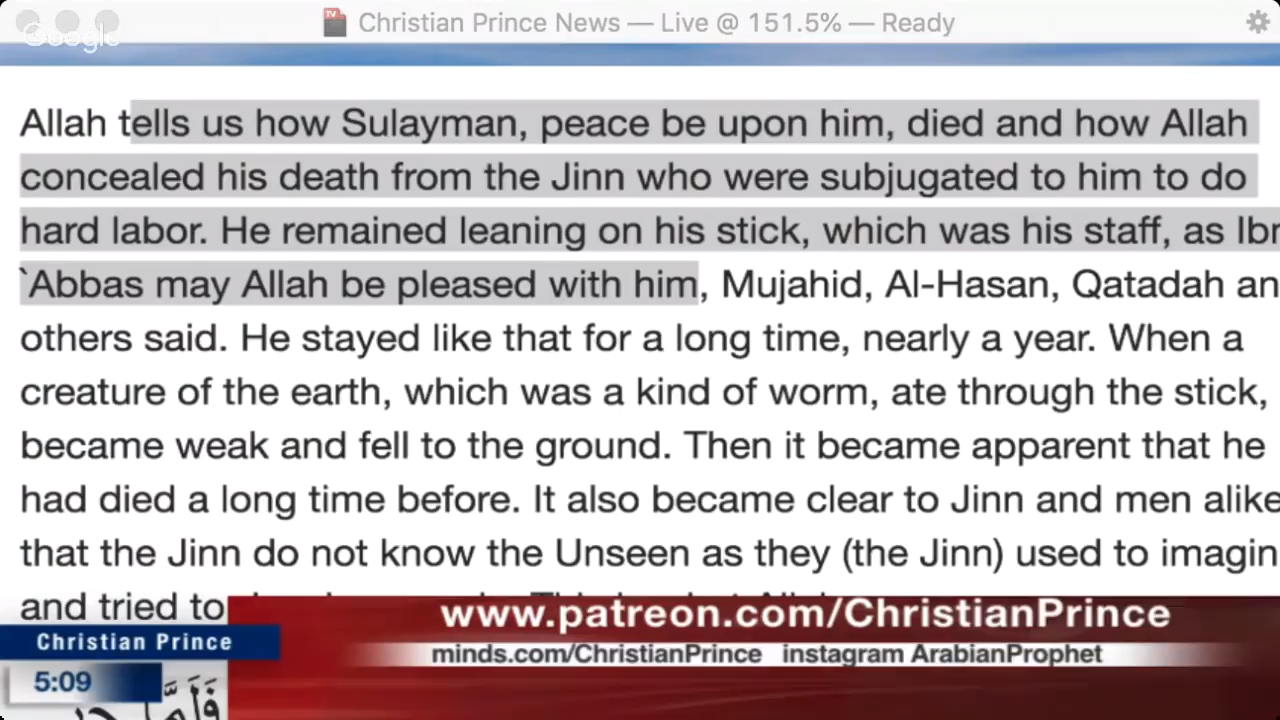 Christian Prince News — Live @ 151.5% — Ready
Google
Allah tells us how Sulayman, peace be upon him, died and how Allah
concealed his death from the Jinn who were subjugated to him to do
hard labor. He remained leaning on his stick, which was his staff, as Ibn
`Abbas may Allah be pleased with him, Mujahid, Al-Hasan, Qatadah an
others said. He stayed like that for a long time, nearly a year. When a
creature of the earth, which was a kind of worm, ate through the stick,
became weak and fell to the ground. Then it became apparent that he
had died a long time before. It also became clear to Jinn and men alike
that the Jinn do not know the Unseen as they (the Jinn) used to imagin
and tried to
www.patreon.com/ChristianPrince
Christian Prince
minds.com/ChristianPrince instagram ArabianProphet
5:09